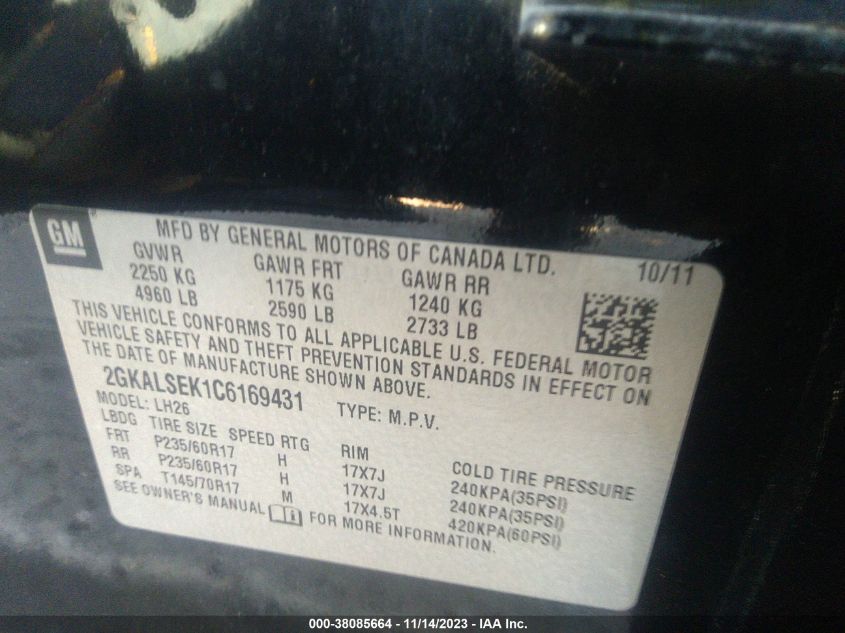 GM
MFD BY GENERAL MOTORS OF CANADA LTD. 10/11
GVWR GAWR FRT GAWR RR
2250 KG 1175 KG 1240 KG
4960 LB 2590 LB 2733 LB
THIS VEHICLE CONFORMS TO ALL APPLICABLE U.S. FEDERAL MOTOR
VEHICLE SAFETY AND THEFT PREVENTION STANDARDS IN EFFECT ON
THE DATE OF MANUFACTURE SHOWN ABOVE.
2GKALSEK1C6169431 TYPE: M.P.V.
MODEL: LH26
LBDG TIRE SIZE SPEED RTG RIM COLD TIRE PRESSURE
FRT P235/60R17 H 17X7J 240KPA(35PSI)
RR P235/60R17 H 17X7J 240KPA(35PSI)
SPA T145/70R17 M 17X4.5T 420KPA(60PSI)
SEE OWNER'S MANUAL FOR MORE INFORMATION.
000-38085664 - 11/14/2023 - IAA Inc.